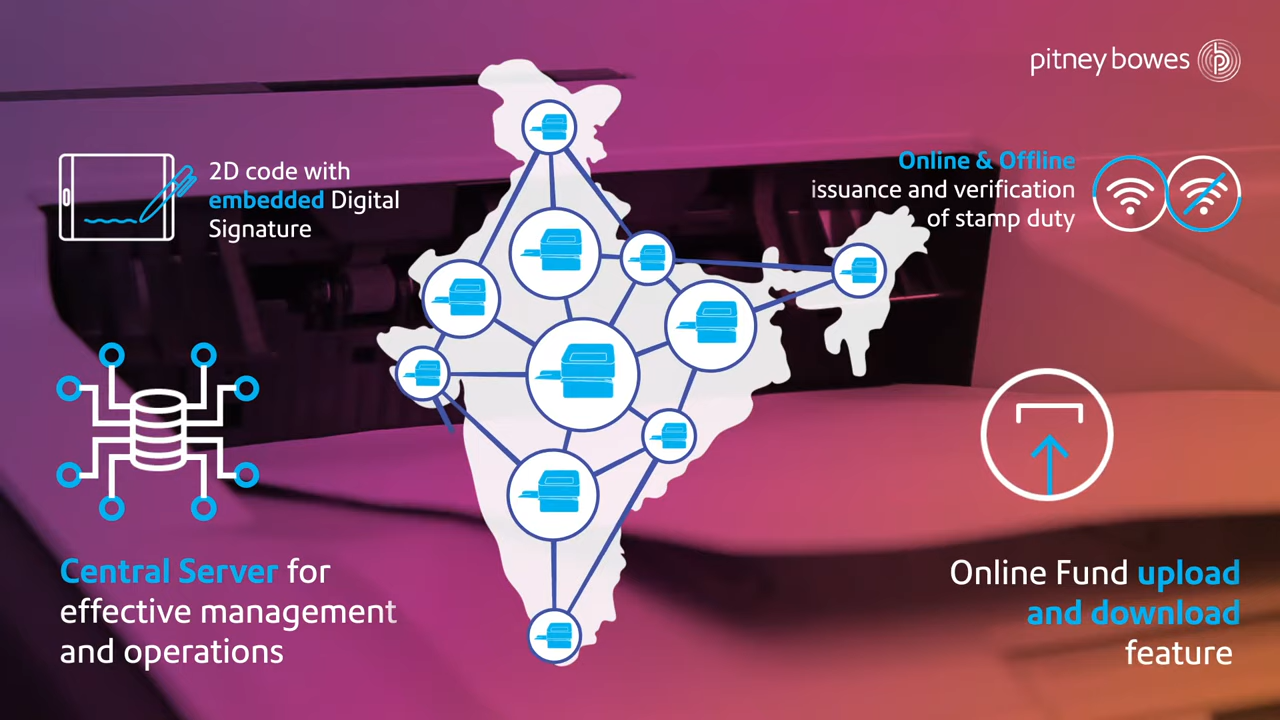 pitney bowes
2D code with
embedded Digital
Signature
Online & Offline
issuance and verification
of stamp duty
Central Server for
effective management
and operations
Online Fund upload
and download
feature